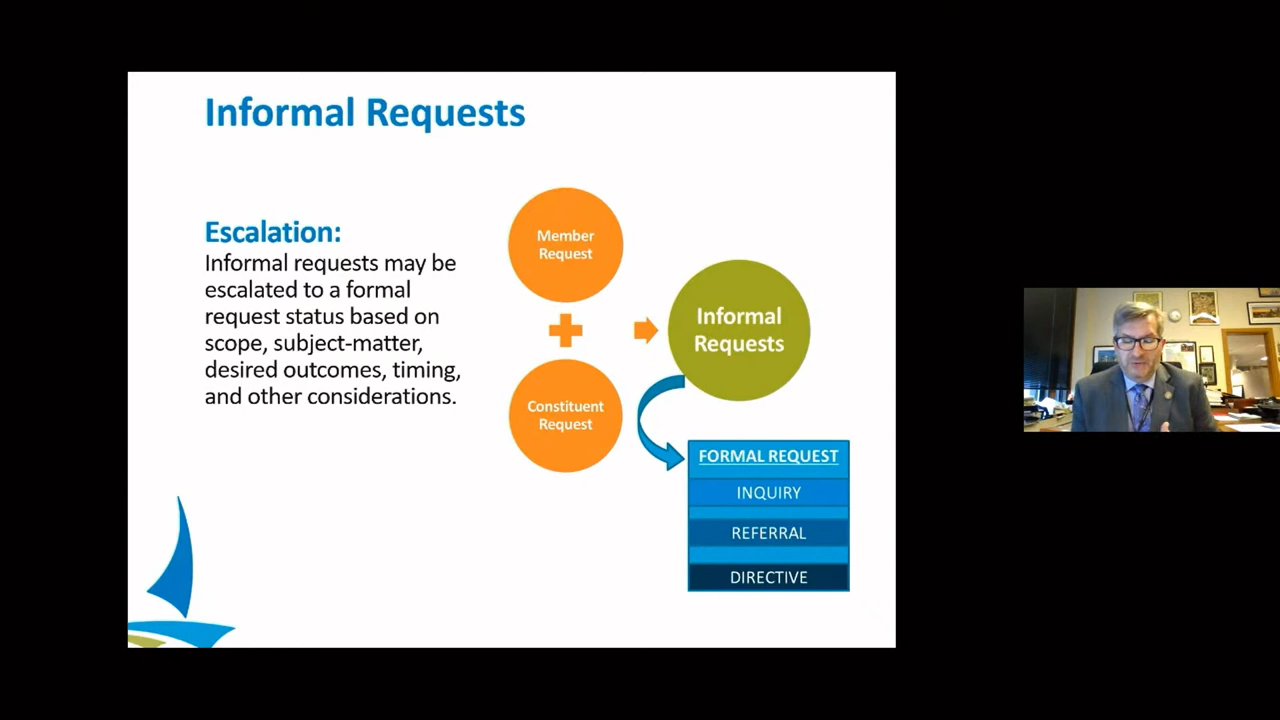 Informal Requests
Escalation:
Informal requests may be
escalated to a formal
request status based on
scope, subject-matter,
desired outcomes, timing,
and other considerations.
Member
Request
Constituent
Request
Informal
Requests
FORMAL REQUEST
INQUIRY
REFERRAL
DIRECTIVE